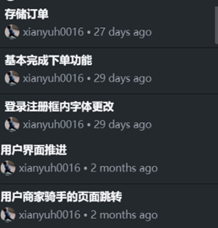 存储订单
xianyuh0016 • 27 days ago
基本完成下单功能
xianyuh0016 • 29 days ago
登录注册框内字体更改
xianyuh0016 • 29 days ago
用户界面推进
xianyuh0016 • 2 months ago
用户商家骑手的页面跳转
xianyuh0016 • 2 months ago